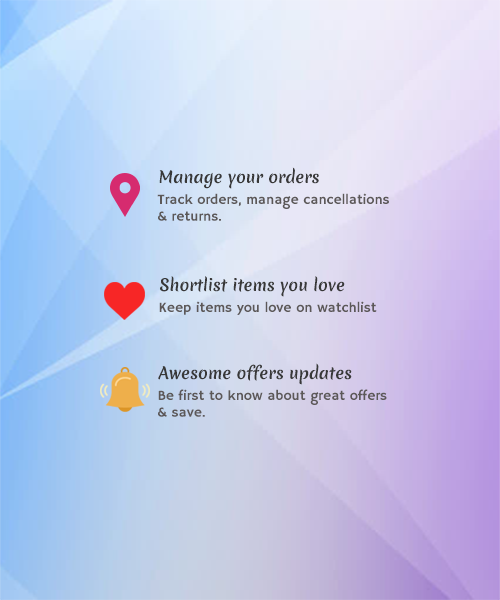 Manage your orders
Track orders, manage cancellations
& returns.
Shortlist items you love
Keep items you love on watchlist
Awesome offers updates
Be first to know about great offers
& save.